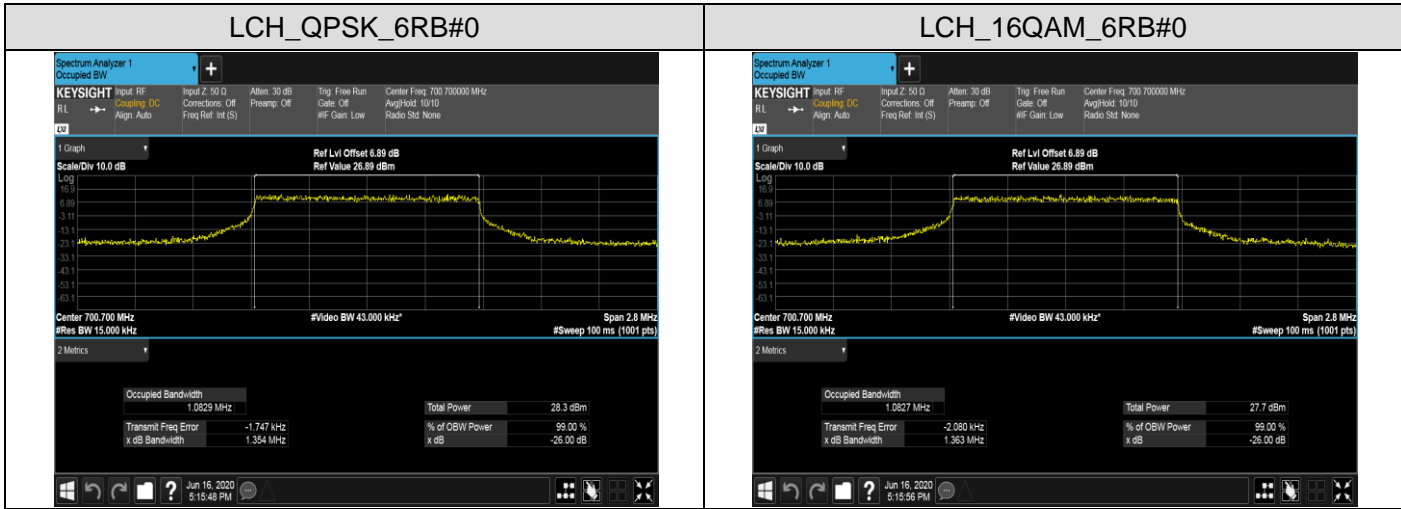 LCH_QPSK_6RB#0
Spectrum Analyzer 1
Occupied BW
+
KEYSIGHT Input: RF Input Z: 50 Ω Atten: 30 dB Trig: Free Run Center Freq: 700.700000 MHz
R L Coupling: DC Corrections: Off Preamp: Off Gate: Off Avg|Hold: 10/10
Align: Auto Freq Ref: Int (S) #IF Gain: Low Radio Std: None
LXI
1 Graph
Ref Lvl Offset 6.89 dB
Scale/Div 10.0 dB Ref Value 26.89 dBm
Log
16.9
6.89
-3.11
-13.1
-23.1
-33.1
-43.1
-53.1
-63.1
Center 700.700 MHz #Video BW 43.000 kHz* Span 2.8 MHz
#Res BW 15.000 kHz #Sweep 100 ms (1001 pts)
2 Metrics
Occupied Bandwidth
1.0829 MHz Total Power 28.3 dBm
Transmit Freq Error -1.747 kHz % of OBW Power 99.00 %
x dB Bandwidth 1.354 MHz x dB -26.00 dB
? Jun 16, 2020
5:15:48 PM
LCH_16QAM_6RB#0
Spectrum Analyzer 1
Occupied BW
+
KEYSIGHT Input: RF Input Z: 50 Ω Atten: 30 dB Trig: Free Run Center Freq: 700.700000 MHz
R L Coupling: DC Corrections: Off Preamp: Off Gate: Off Avg|Hold: 10/10
Align: Auto Freq Ref: Int (S) #IF Gain: Low Radio Std: None
LXI
1 Graph
Ref Lvl Offset 6.89 dB
Scale/Div 10.0 dB Ref Value 26.89 dBm
Log
16.9
6.89
-3.11
-13.1
-23.1
-33.1
-43.1
-53.1
-63.1
Center 700.700 MHz #Video BW 43.000 kHz* Span 2.8 MHz
#Res BW 15.000 kHz #Sweep 100 ms (1001 pts)
2 Metrics
Occupied Bandwidth
1.0827 MHz Total Power 27.7 dBm
Transmit Freq Error -2.080 kHz % of OBW Power 99.00 %
x dB Bandwidth 1.363 MHz x dB -26.00 dB
? Jun 16, 2020
5:15:56 PM